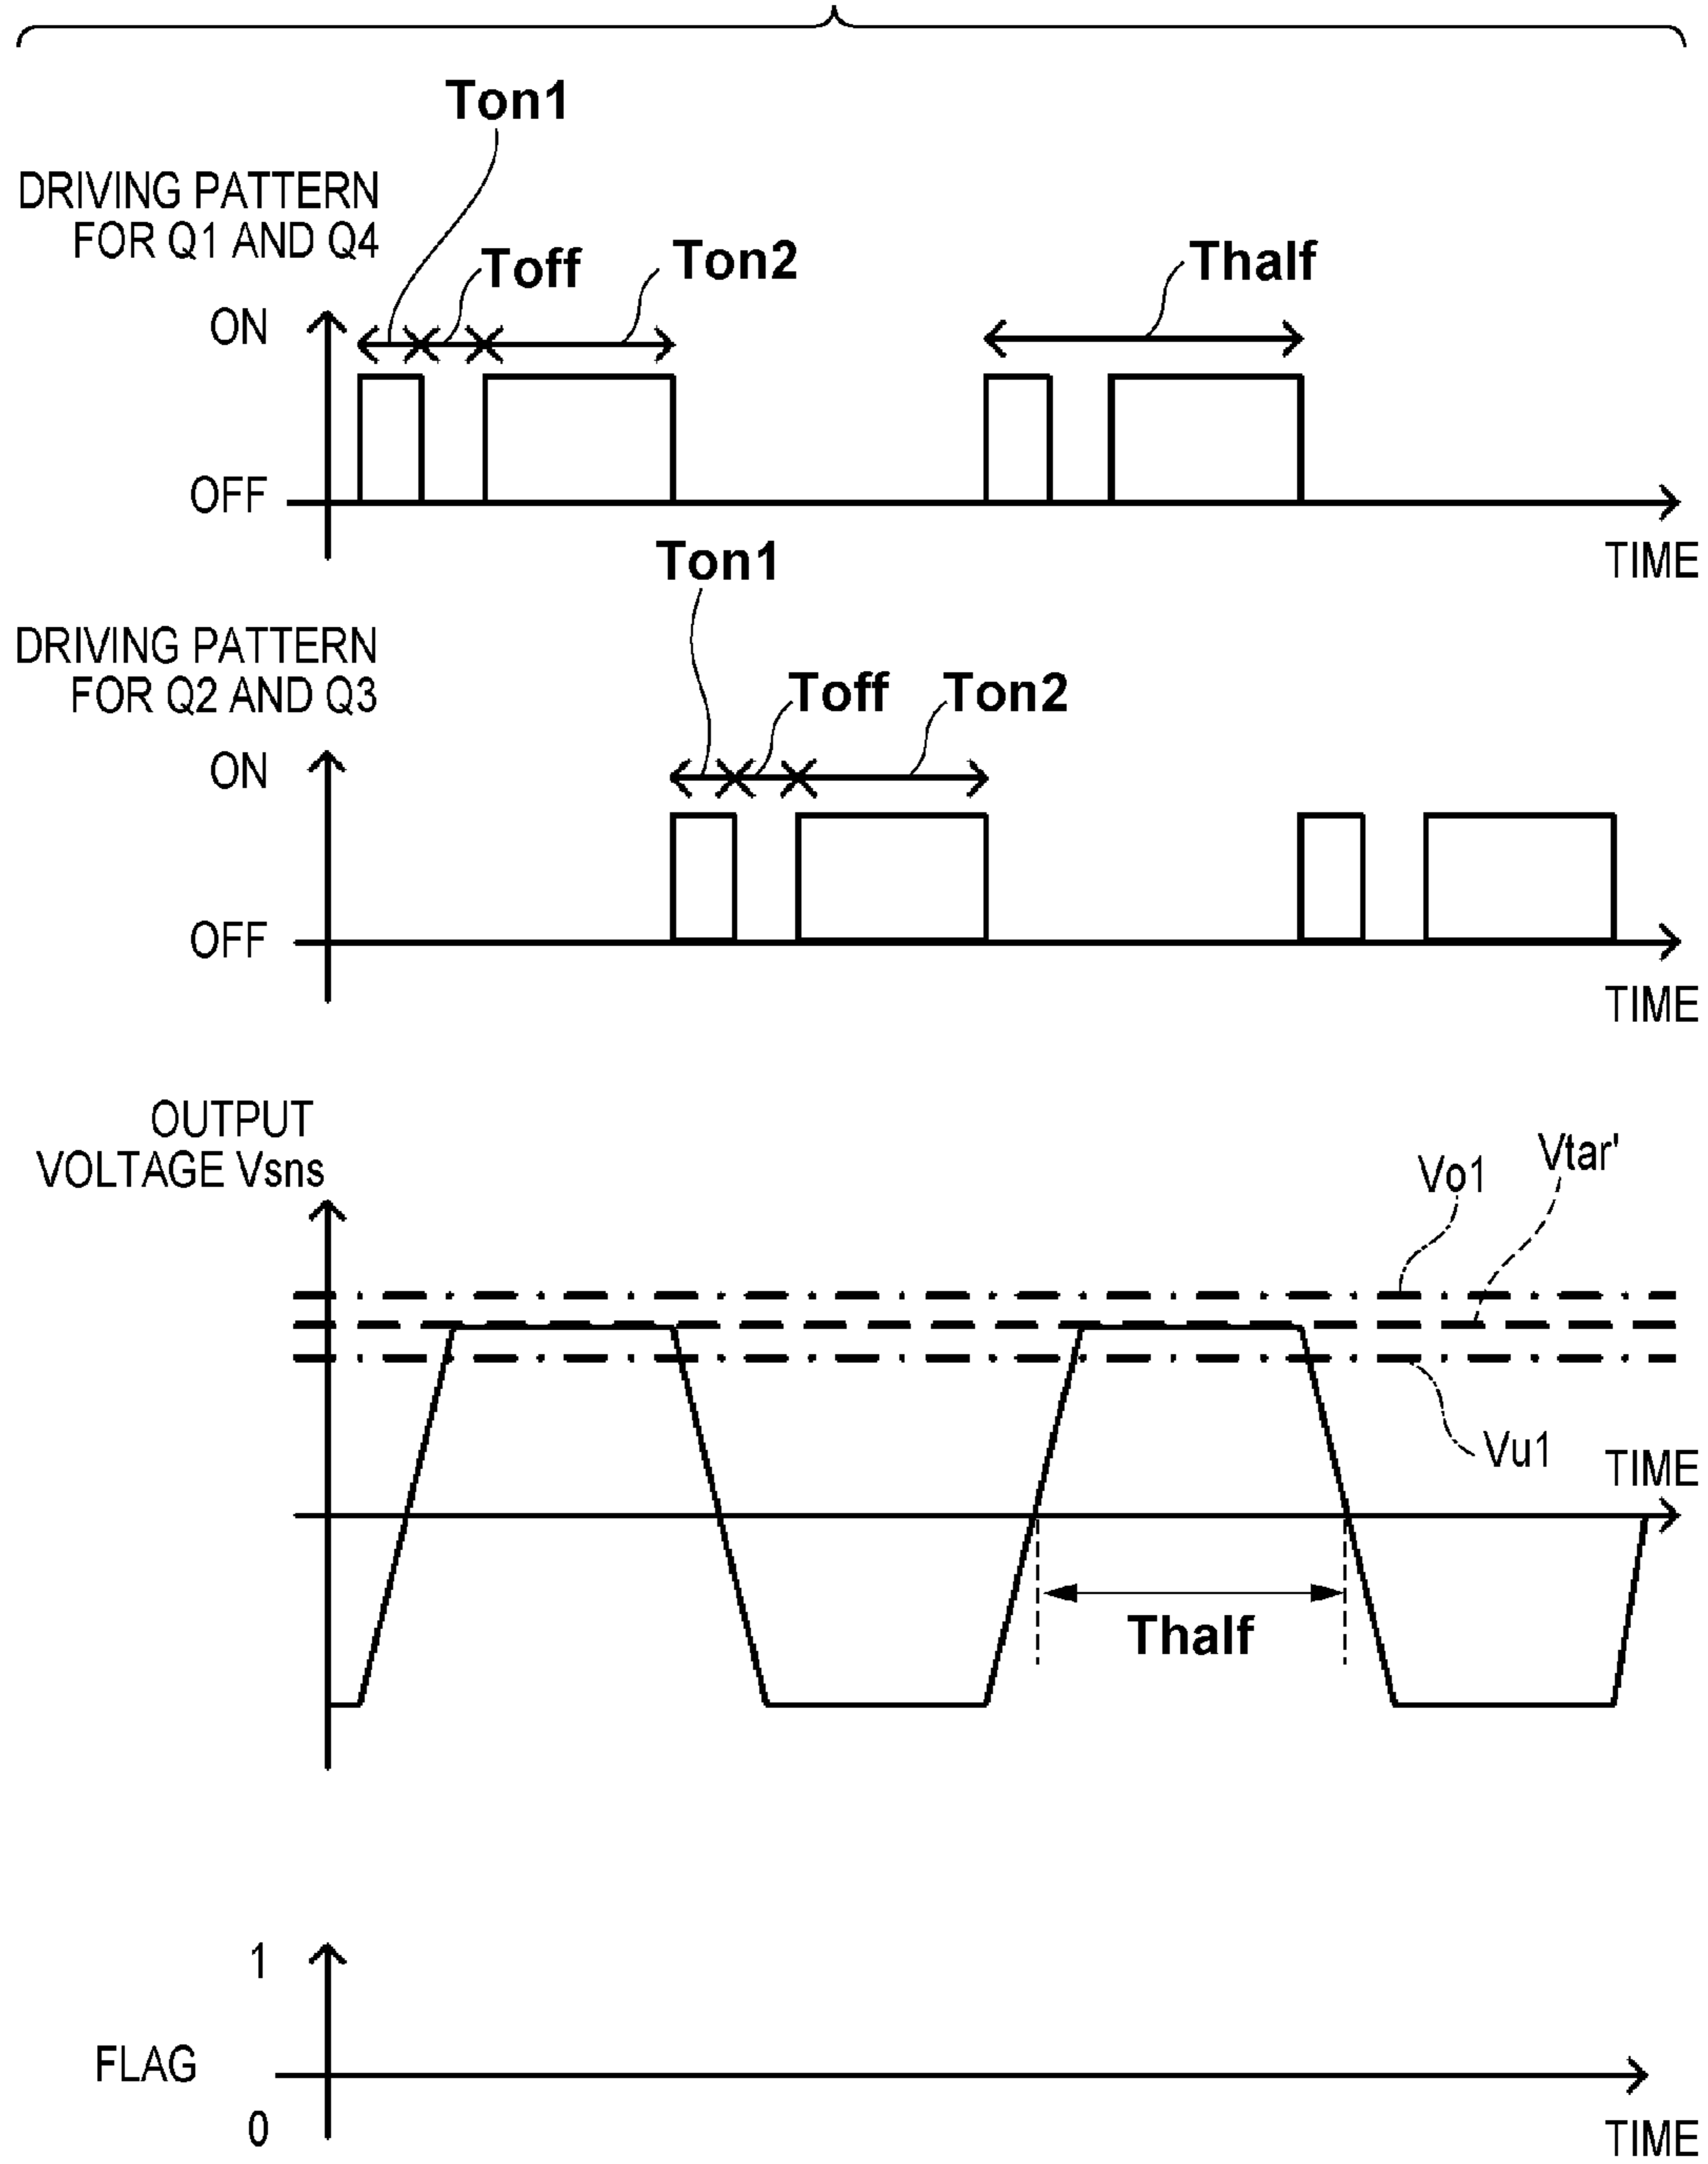 Ton1
DRIVING PATTERN
FOR Q1 AND Q4
Toff
Ton2
Thalf
ON
OFF
TIME
Ton1
DRIVING PATTERN
FOR Q2 AND Q3
Toff
Ton2
ON
OFF
TIME
OUTPUT
VOLTAGE Vsns
Vo1
Vtar'
Vu1
TIME
Thalf
1
FLAG
0
TIME